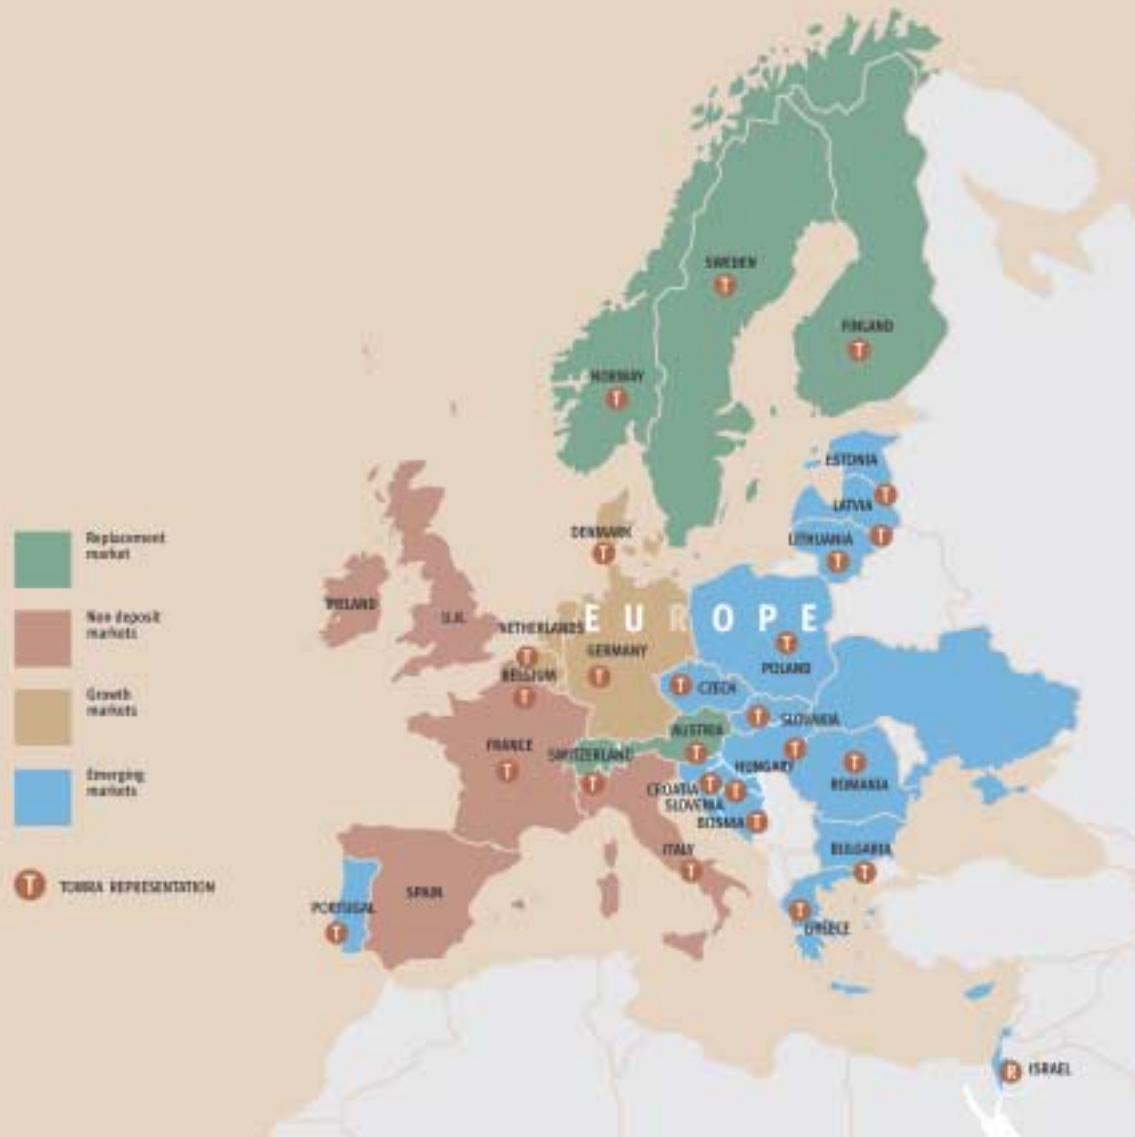 SWEDEN
FINLAND
NORWAY
ESTONIA
LATVIA
DENMARK
LITHUANIA
Replacement
market
IRELAND
U.K.
EUROPE
Non deposit
markets
NETHERLANDS
GERMANY
POLAND
BELGIUM
CZECH
Growth
markets
SLOVAKIA
AUSTRIA
FRANCE
SWITZERLAND
HUNGARY
Emerging
markets
ROMANIA
CROATIA
SLOVENIA
BOSNIA
ITALY
BULGARIA
T TOMRA REPRESENTATION
SPAIN
PORTUGAL
GREECE
ISRAEL